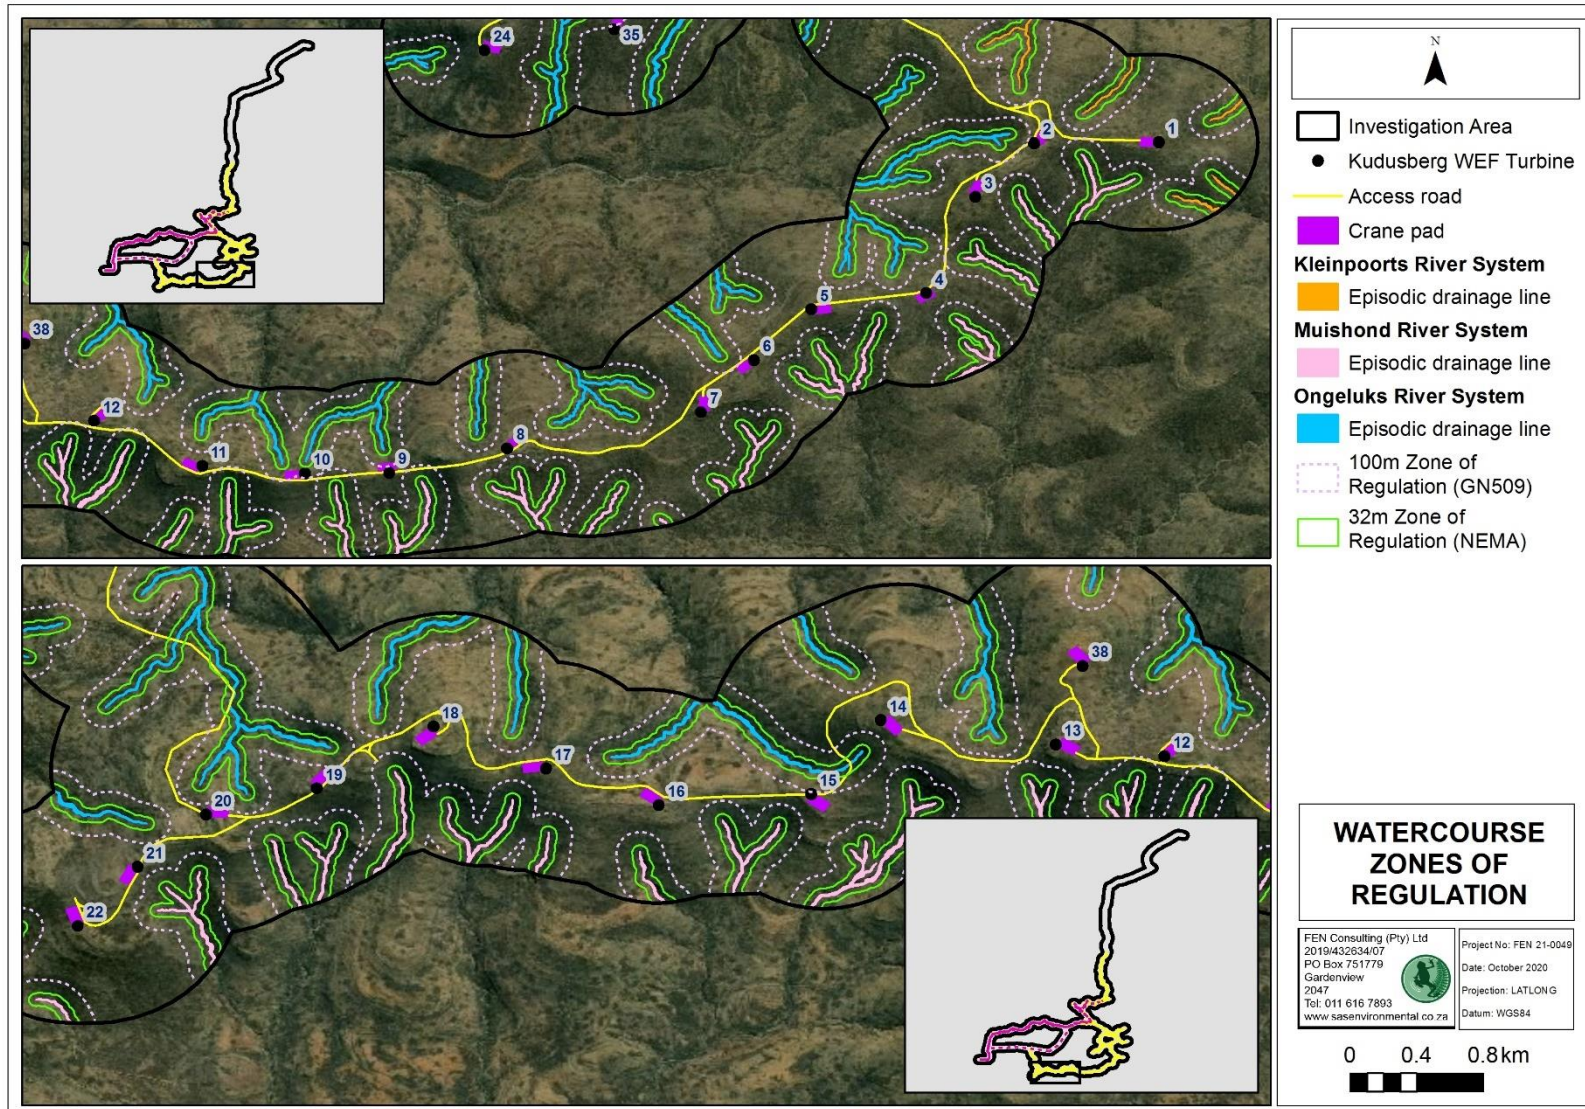 24
35
2
1
3
4
5
6
7
8
9
10
11
12
38
18
17
16
15
14
38
13
12
19
20
21
22
N
Investigation Area
Kudusberg WEF Turbine
Access road
Crane pad
Kleinpoorts River System
Episodic drainage line
Muishond River System
Episodic drainage line
Ongeluks River System
Episodic drainage line
100m Zone of
Regulation (GN509)
32m Zone of
Regulation (NEMA)
WATERCOURSE
ZONES OF
REGULATION
FEN Consulting (Pty) Ltd
2019/432634/07
PO Box 751779
Gardenview
2047
Tel: 011 616 7893
www.sasenvironmental.co.za
Project No: FEN 21-0049
Date: October 2020
Projection: LATLONG
Datum: WGS84
0 0.4 0.8 km